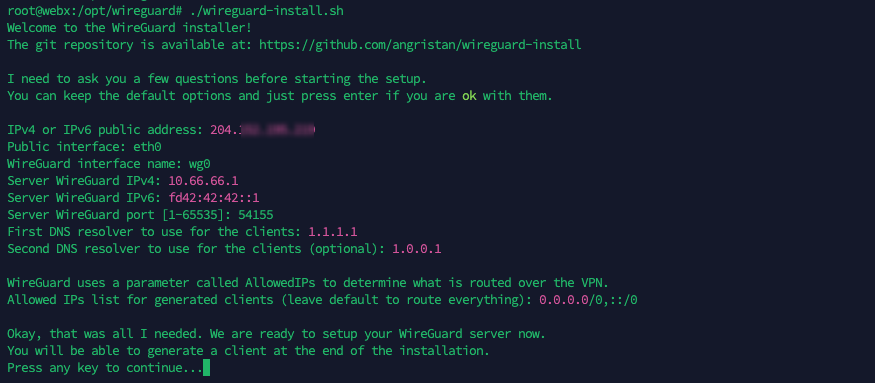 root@webx:/opt/wireguard# ./wireguard-install.sh
Welcome to the WireGuard installer!
The git repository is available at: https://github.com/angristan/wireguard-install
I need to ask you a few questions before starting the setup.
You can keep the default options and just press enter if you are ok with them.
IPv4 or IPv6 public address: 204.
Public interface: eth0
WireGuard interface name: wg0
Server WireGuard IPv4: 10.66.66.1
Server WireGuard IPv6: fd42:42:42::1
Server WireGuard port [1-65535]: 54155
First DNS resolver to use for the clients: 1.1.1.1
Second DNS resolver to use for the clients (optional): 1.0.0.1
WireGuard uses a parameter called AllowedIPs to determine what is routed over the VPN.
Allowed IPs list for generated clients (leave default to route everything): 0.0.0.0/0,::/0
Okay, that was all I needed. We are ready to setup your WireGuard server now.
You will be able to generate a client at the end of the installation.
Press any key to continue...